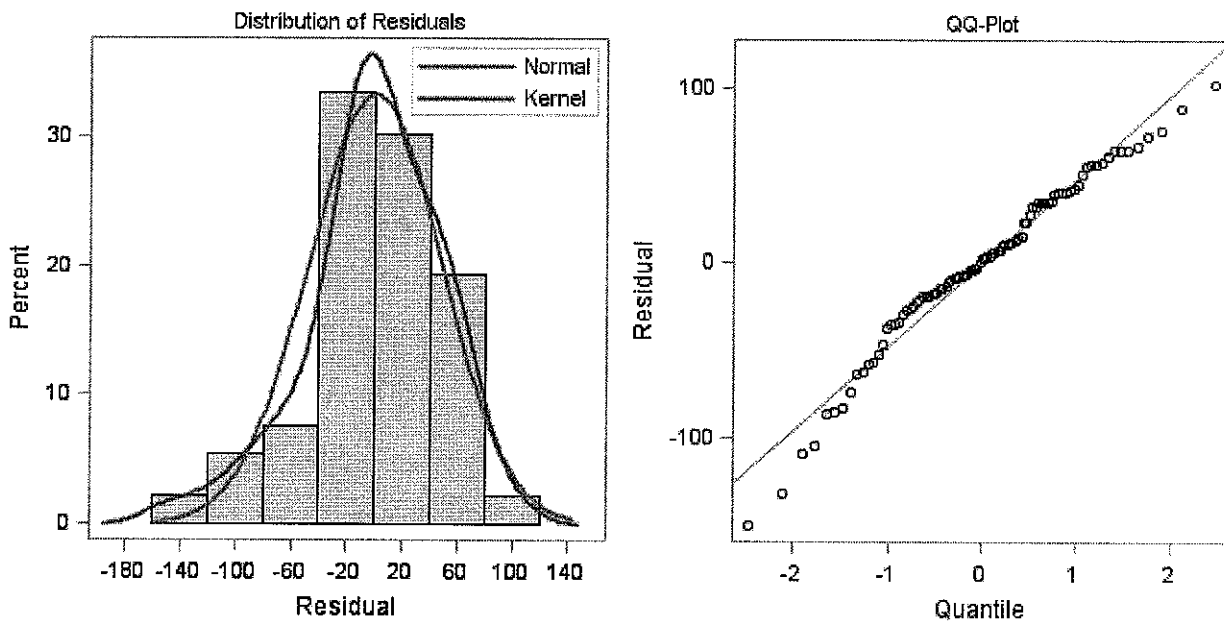 Distribution of Residuals
Normal
Kernel
Percent
30
20
10
0
-180 -140 -100 -60 -20 20 60 100 140
Residual
QQ-Plot
Residual
100
0
-100
-2 -1 0 1 2
Quantile